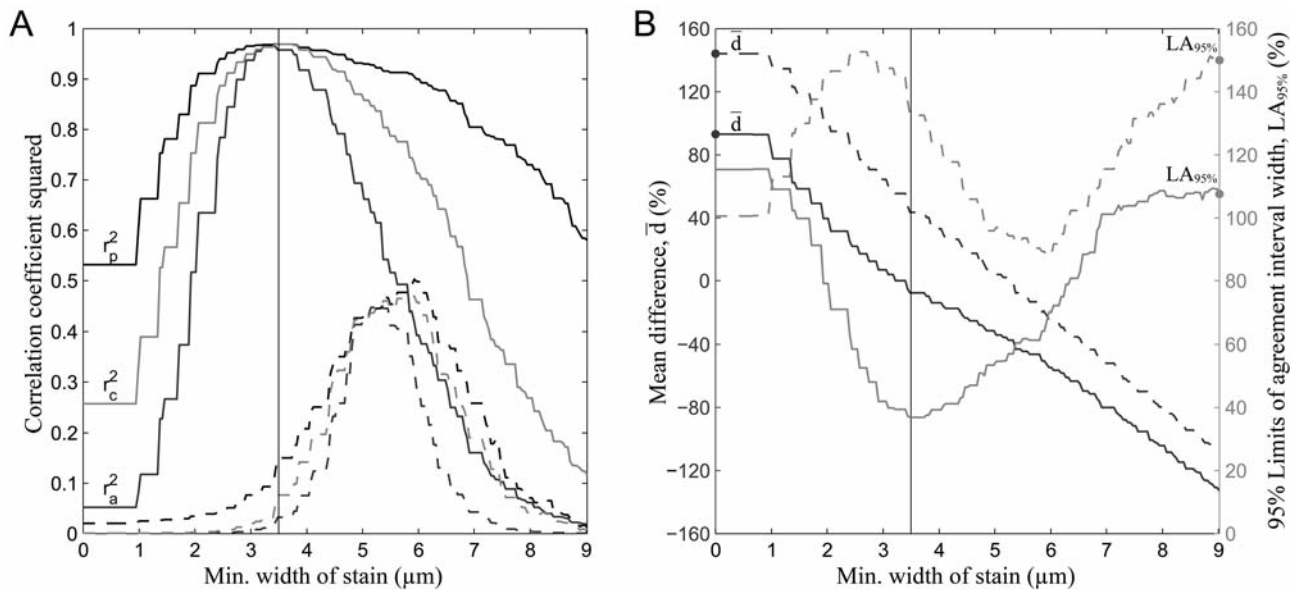 A
Correlation coefficient squared
1
0.9
0.8
0.7
0.6
0.5
0.4
0.3
0.2
0.1
0
r²p
r²c
r²a
0 1 2 3 4 5 6 7 8 9
Min. width of stain (µm)
B
Mean difference, d̅ (%)
160
120
80
40
0
−40
−80
−120
−160
d̅
d̅
LA95%
LA95%
160
140
120
100
80
60
40
20
0
95% Limits of agreement interval width, LA95% (%)
0 1 2 3 4 5 6 7 8 9
Min. width of stain (µm)